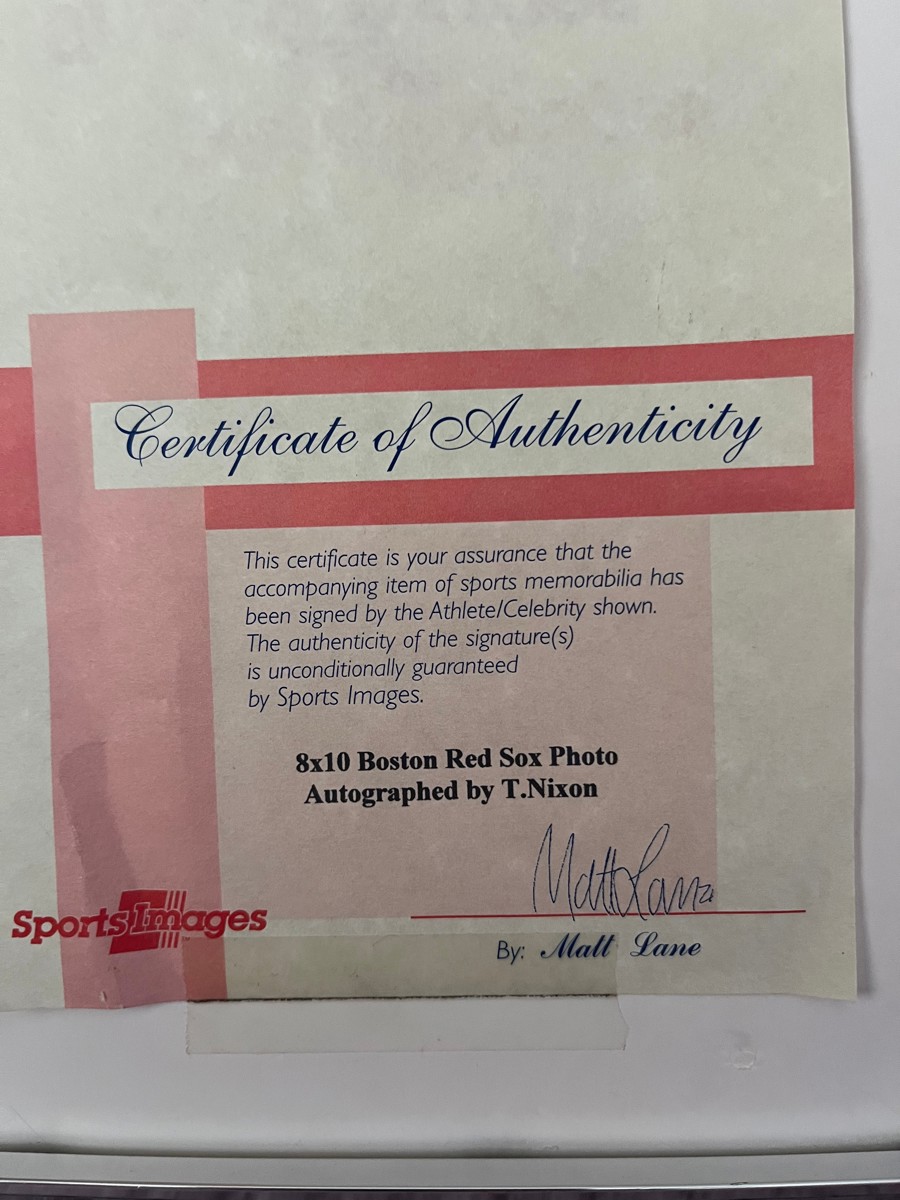 Certificate of Authenticity
This certificate is your assurance that the
accompanying item of sports memorabilia has
been signed by the Athlete/Celebrity shown.
The authenticity of the signature(s)
is unconditionally guaranteed
by Sports Images.
8x10 Boston Red Sox Photo
Autographed by T.Nixon
Matt Lane
Sports Images
By: Matt Lane